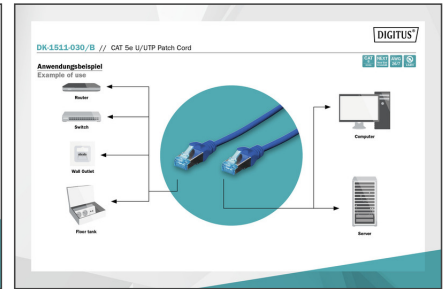 DIGITUS®
DK-1511-030/B // CAT 5e U/UTP Patch Cord
Anwendungsbeispiel
Example of use
Router
Switch
Wall Outlet
Floor tank
Computer
Server